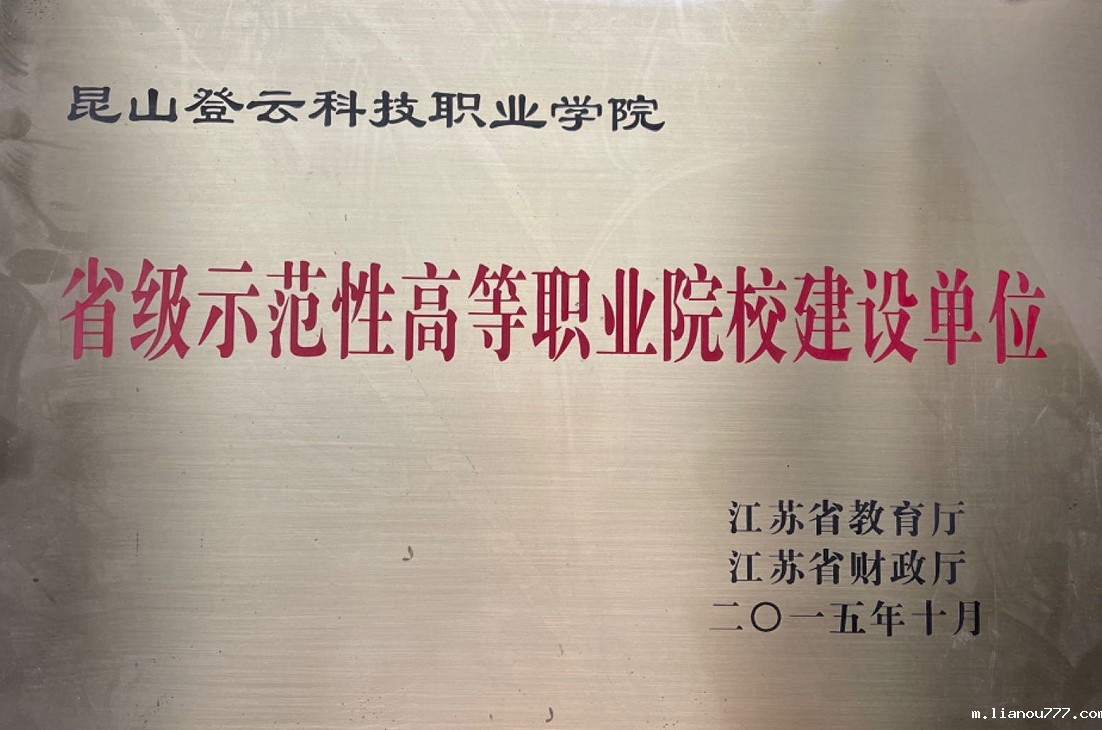 昆山登云科技职业学院
省级示范性高等职业院校建设单位
江苏省教育厅
江苏省财政厅
二〇一五年十月
m.lianou777.com